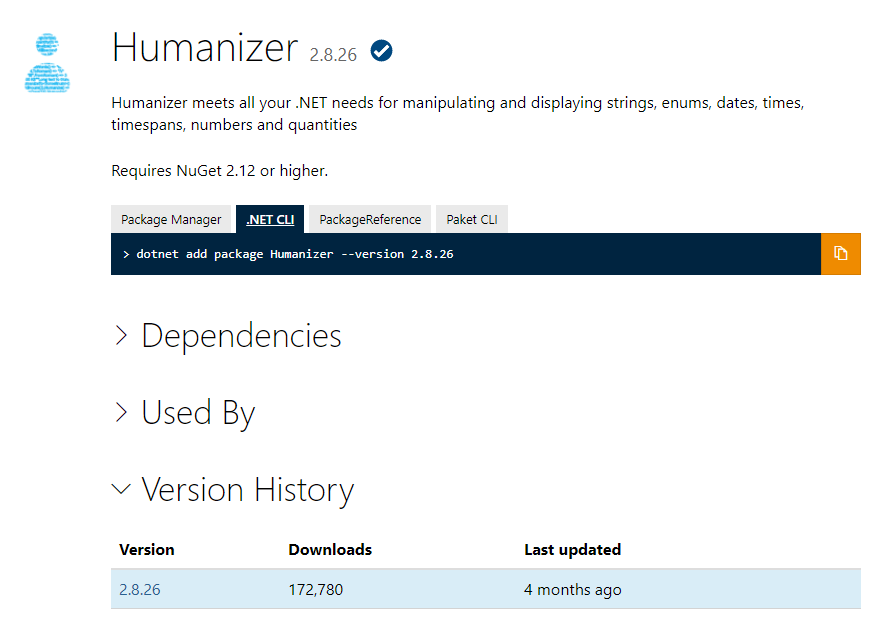 Humanizer 2.8.26
Humanizer meets all your .NET needs for manipulating and displaying strings, enums, dates, times,
timespans, numbers and quantities
Requires NuGet 2.12 or higher.
Package Manager .NET CLI PackageReference Paket CLI
> dotnet add package Humanizer --version 2.8.26
Dependencies
Used By
Version History
Version Downloads Last updated
2.8.26 172,780 4 months ago